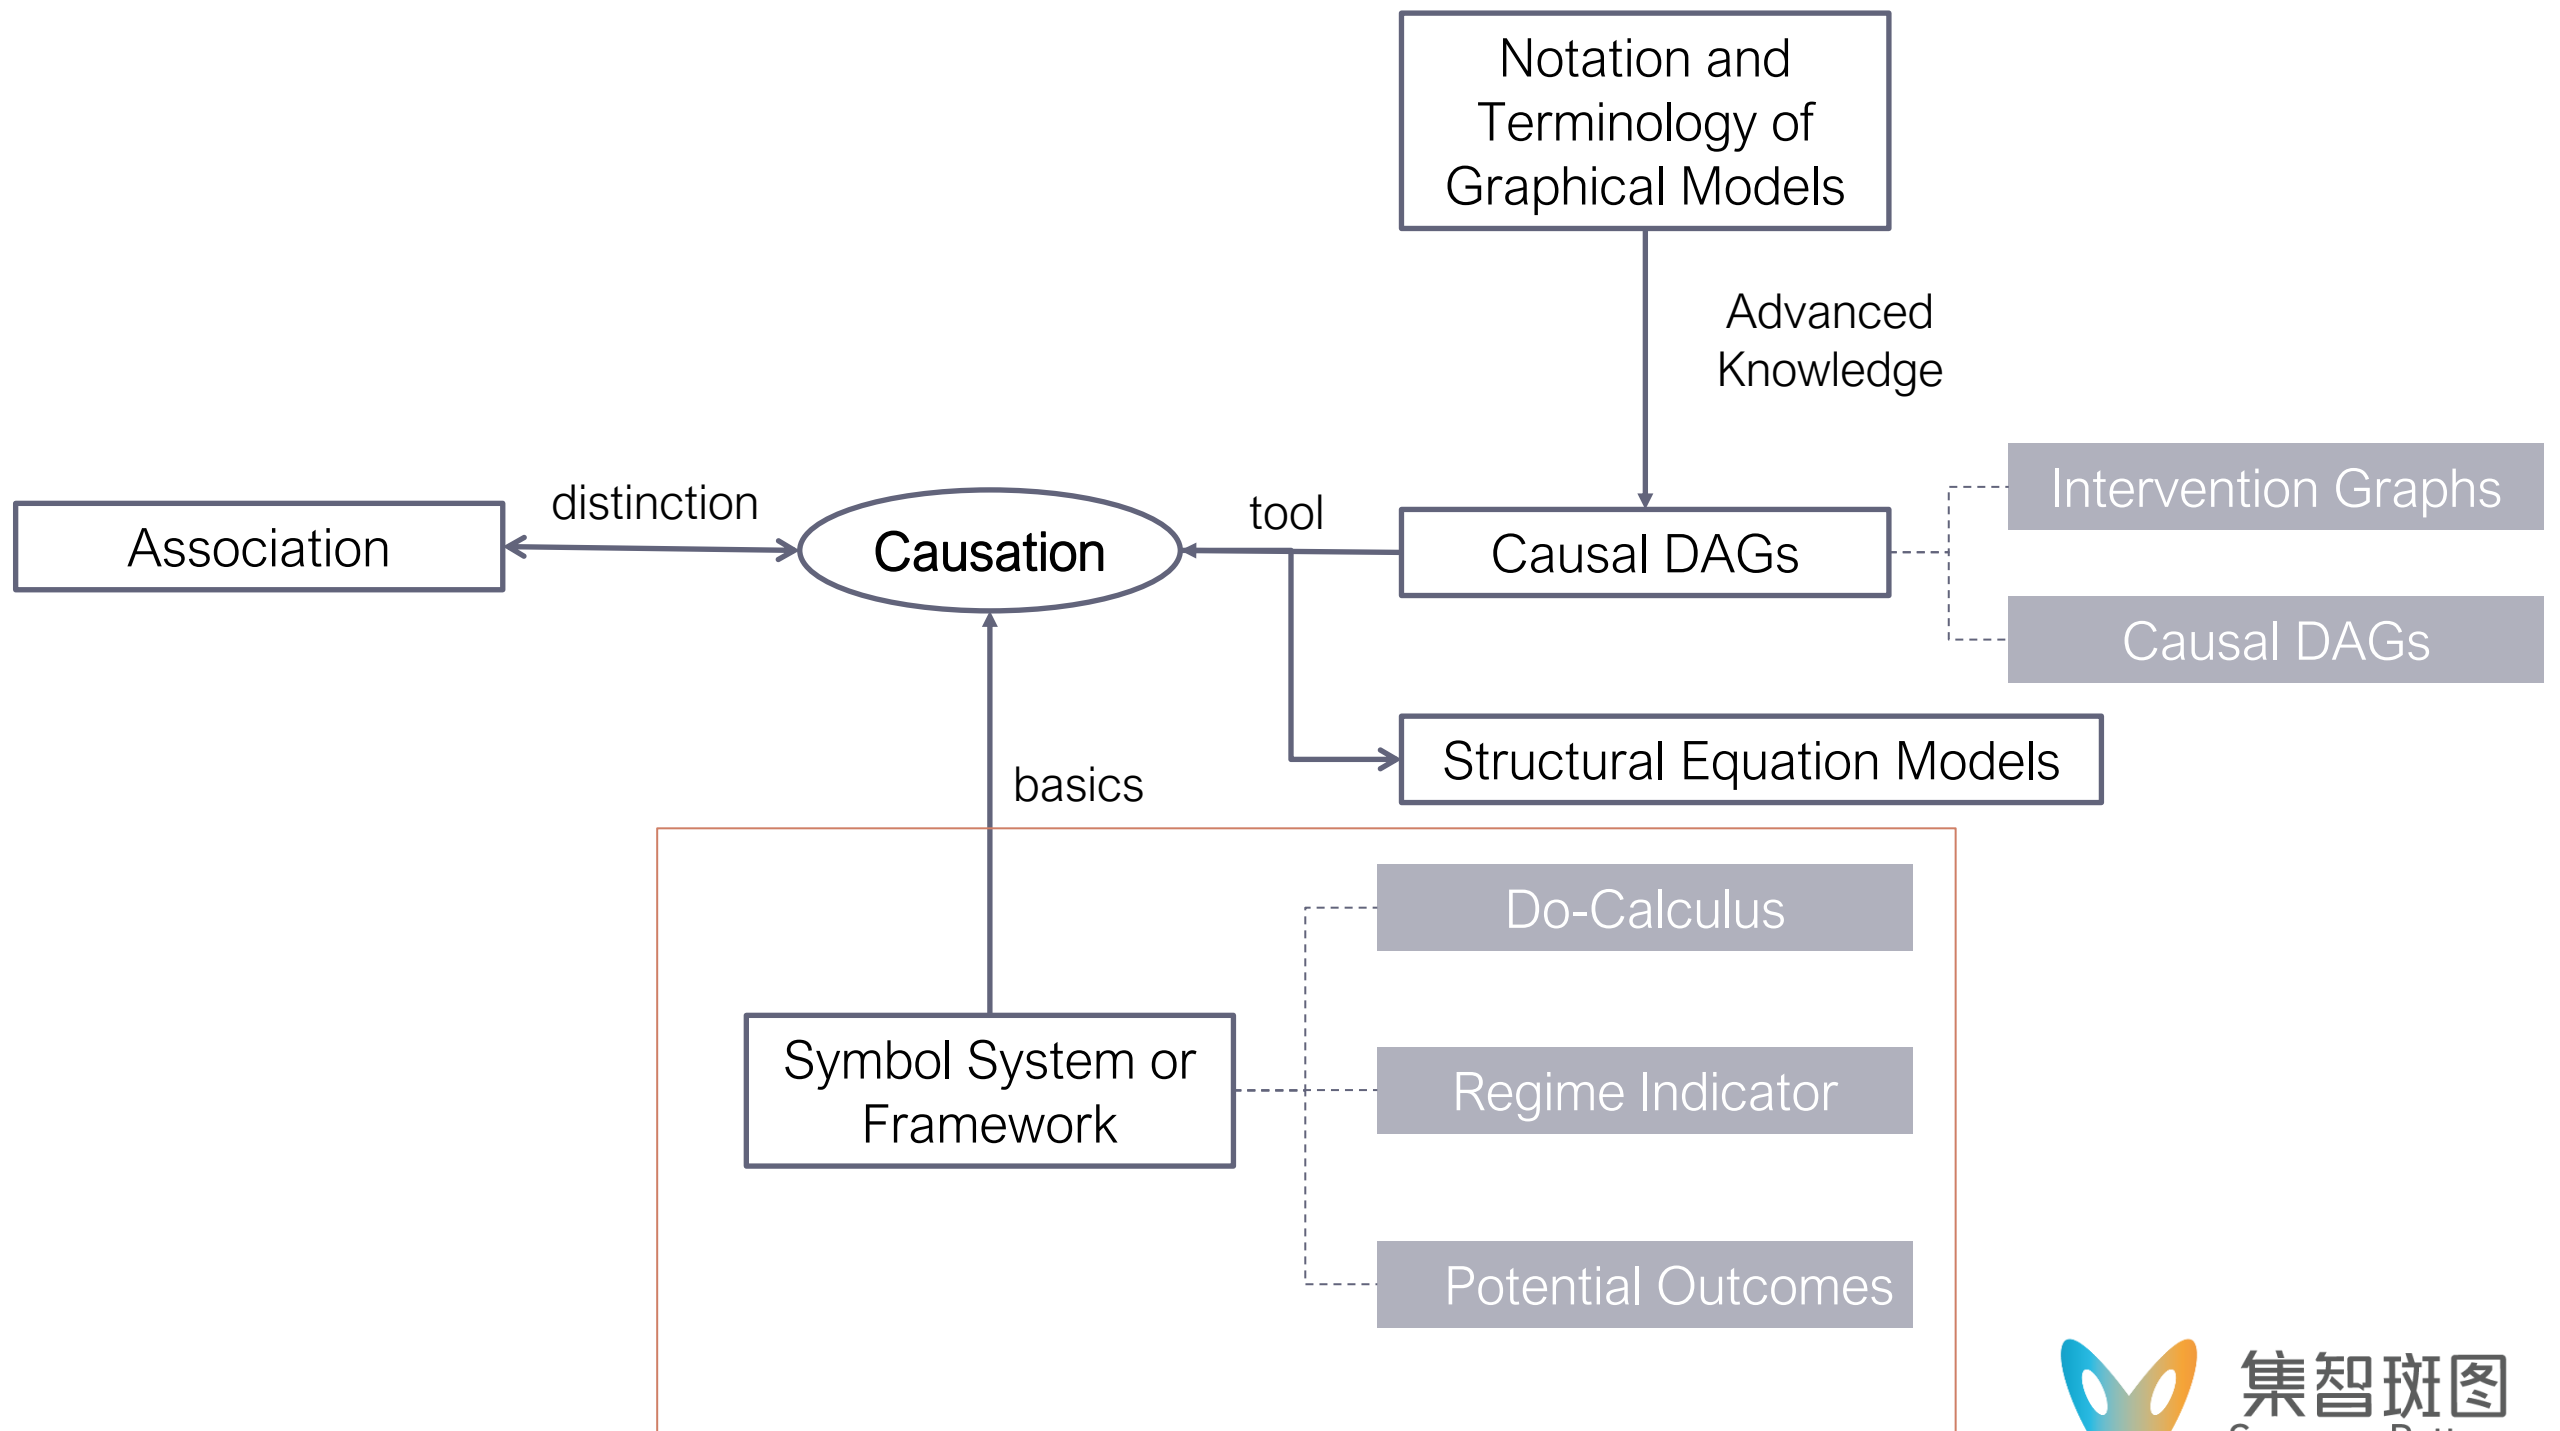 Notation and
Terminology of
Graphical Models
Advanced
Knowledge
Intervention Graphs
distinction
tool
Association
Causation
Causal DAGs
Causal DAGs
Structural Equation Models
basics
Do-Calculus
Symbol System or
Framework
Regime Indicator
Potential Outcomes
集智斑图